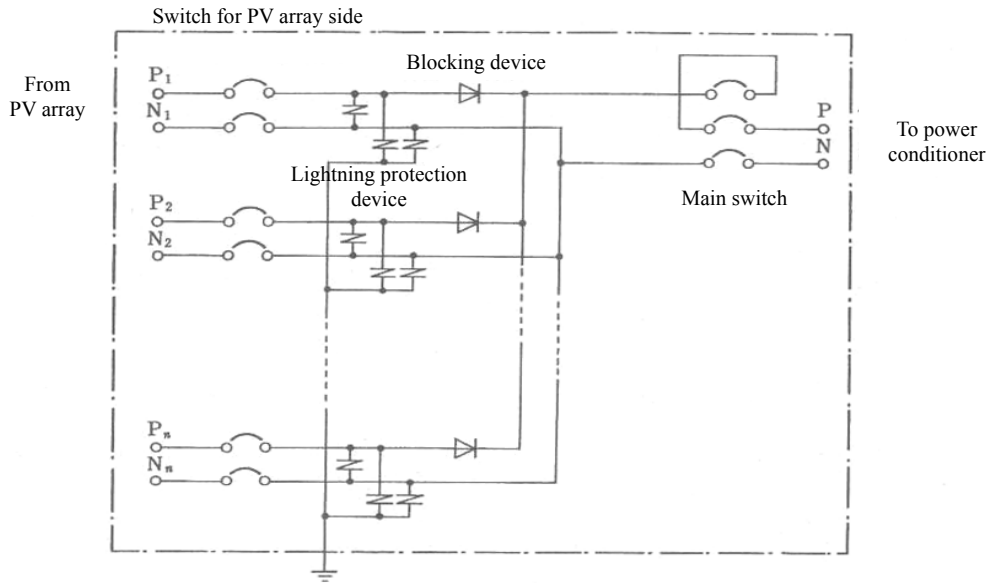 Switch for PV array side
From
PV array
P1
N1
Blocking device
P
N
To power
conditioner
Lightning protection
device
Main switch
P2
N2
Pn
Nn